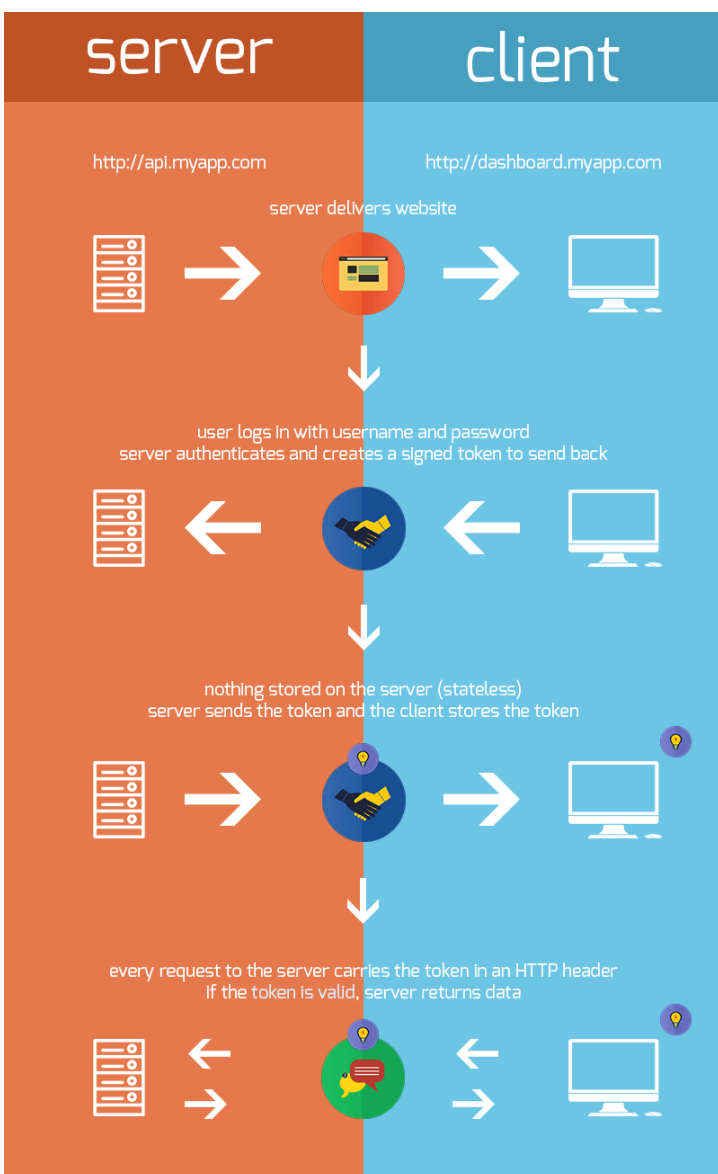 server
client
http://api.myapp.com
http://dashboard.myapp.com
server delivers website
user logs in with username and password
server authenticates and creates a signed token to send back
nothing stored on the server (stateless)
server sends the token and the client stores the token
every request to the server carries the token in an HTTP header
if the token is valid, server returns data